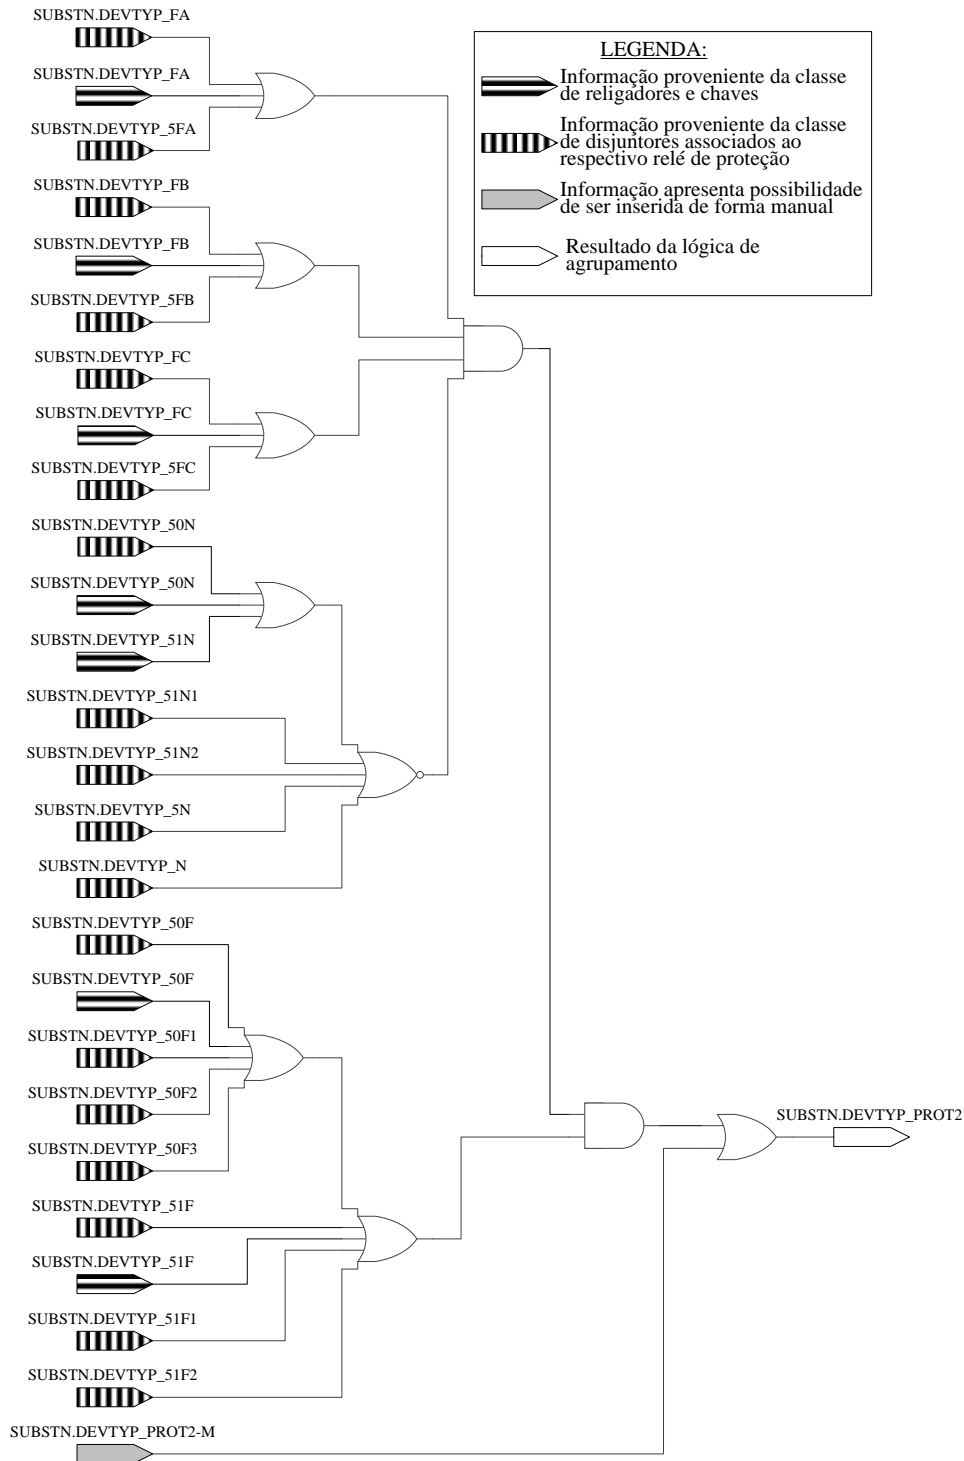 SUBSTN.DEVTYP_FA
SUBSTN.DEVTYP_FA
SUBSTN.DEVTYP_5FA
SUBSTN.DEVTYP_FB
SUBSTN.DEVTYP_FB
SUBSTN.DEVTYP_5FB
SUBSTN.DEVTYP_FC
SUBSTN.DEVTYP_FC
SUBSTN.DEVTYP_5FC
SUBSTN.DEVTYP_50N
SUBSTN.DEVTYP_50N
SUBSTN.DEVTYP_51N
SUBSTN.DEVTYP_51N1
SUBSTN.DEVTYP_51N2
SUBSTN.DEVTYP_5N
SUBSTN.DEVTYP_N
SUBSTN.DEVTYP_50F
SUBSTN.DEVTYP_50F
SUBSTN.DEVTYP_50F1
SUBSTN.DEVTYP_50F2
SUBSTN.DEVTYP_50F3
SUBSTN.DEVTYP_51F
SUBSTN.DEVTYP_51F
SUBSTN.DEVTYP_51F1
SUBSTN.DEVTYP_51F2
SUBSTN.DEVTYP_PROT2-M
LEGENDA:
Informação proveniente da classe
de religadores e chaves
Informação proveniente da classe
de disjuntores associados ao
respectivo relé de proteção
Informação apresenta possibilidade
de ser inserida de forma manual
Resultado da lógica de
agrupamento
SUBSTN.DEVTYP_PROT2